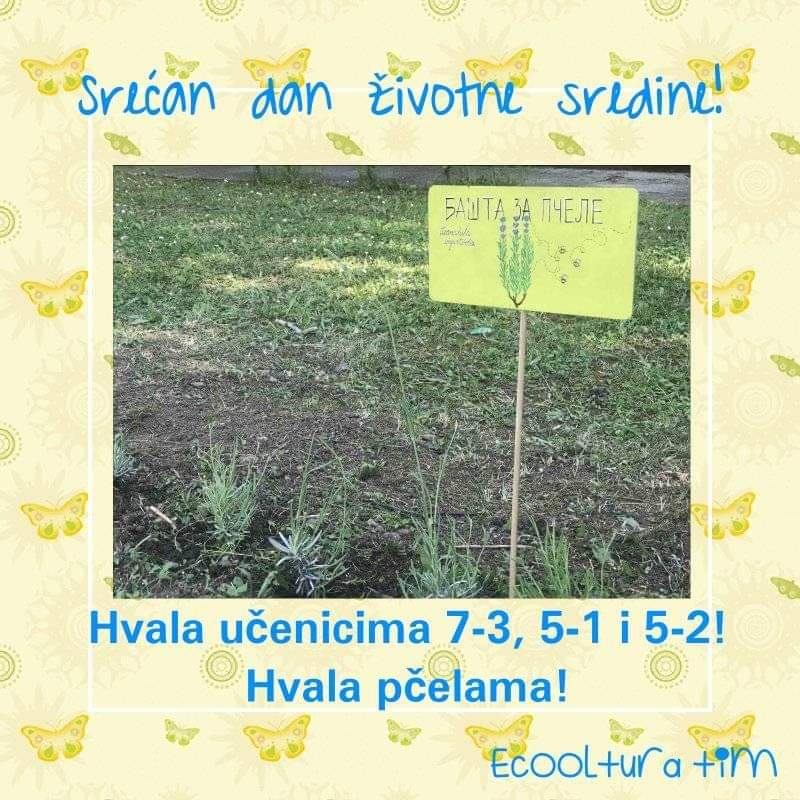 Srećan dan životne sredine!
БАШТА ЗА ПЧЕЛЕ
Hvala učenicima 7-3, 5-1 i 5-2!
Hvala pčelama!
Ecooltura tim